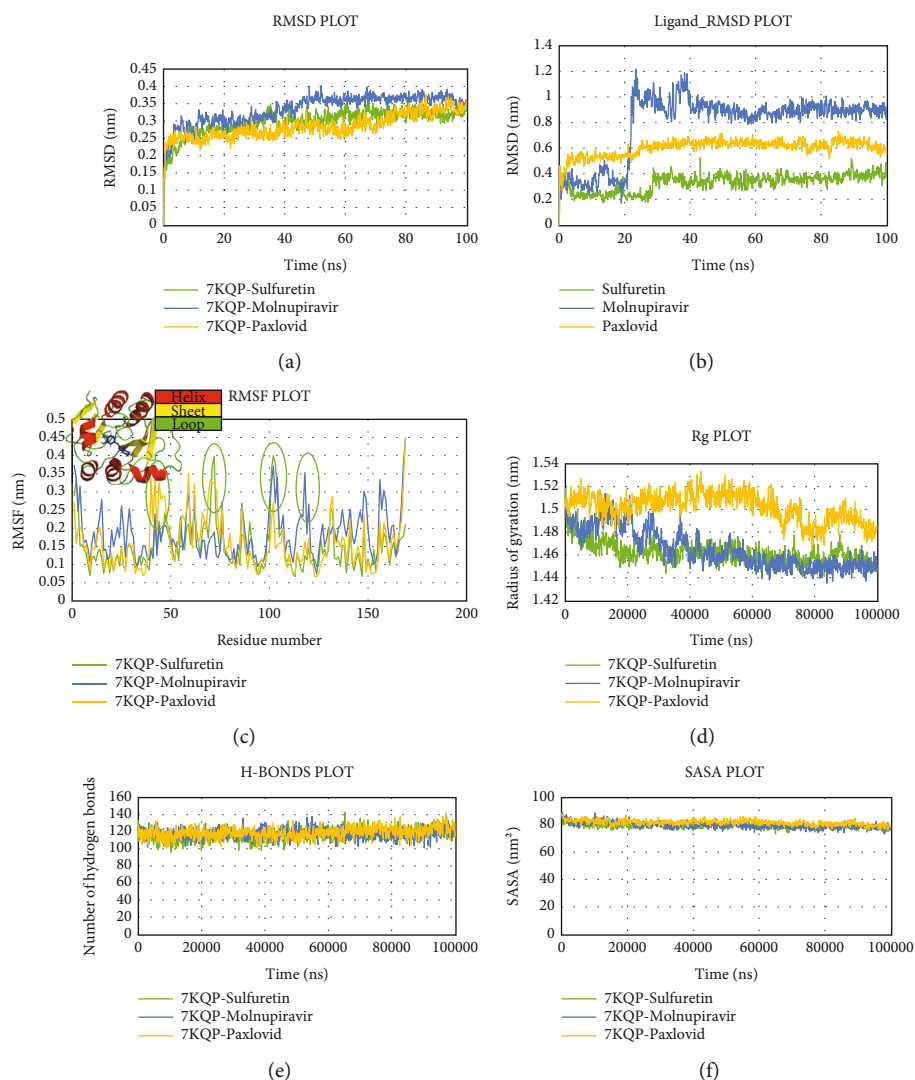 RMSD PLOT
0.45
0.4
0.35
0.3
0.25
0.2
0.15
0.1
0.05
0
RMSD (nm)
0 20 40 60 80 100
Time (ns)
7KQP-Sulfuretin
7KQP-Molnupiravir
7KQP-Paxlovid
(a)
Ligand_RMSD PLOT
1.4
1.2
1
0.8
0.6
0.4
0.2
0
RMSD (nm)
0 20 40 60 80 100
Time (ns)
Sulfuretin
Molnupiravir
Paxlovid
(b)
RMSF PLOT
Helix
Sheet
Loop
0.5
0.45
0.4
0.35
0.3
0.25
0.2
0.15
0.1
0.05
0
RMSF (nm)
0 50 100 150 200
Residue number
7KQP-Sulfuretin
7KQP-Molnupiravir
7KQP-Paxlovid
(c)
Rg PLOT
1.54
1.52
1.5
1.48
1.46
1.44
1.42
Radius of gyration (nm)
0 20000 40000 60000 80000 100000
Time (ns)
7KQP-Sulfuretin
7KQP-Molnupiravir
7KQP-Paxlovid
(d)
H-BONDS PLOT
160
140
120
100
80
60
40
20
0
Number of hydrogen bonds
0 20000 40000 60000 80000 100000
Time (ns)
7KQP-Sulfuretin
7KQP-Molnupiravir
7KQP-Paxlovid
(e)
SASA PLOT
100
80
60
40
20
0
SASA (nm²)
0 20000 40000 60000 80000 100000
Time (ns)
7KQP-Sulfuretin
7KQP-Molnupiravir
7KQP-Paxlovid
(f)